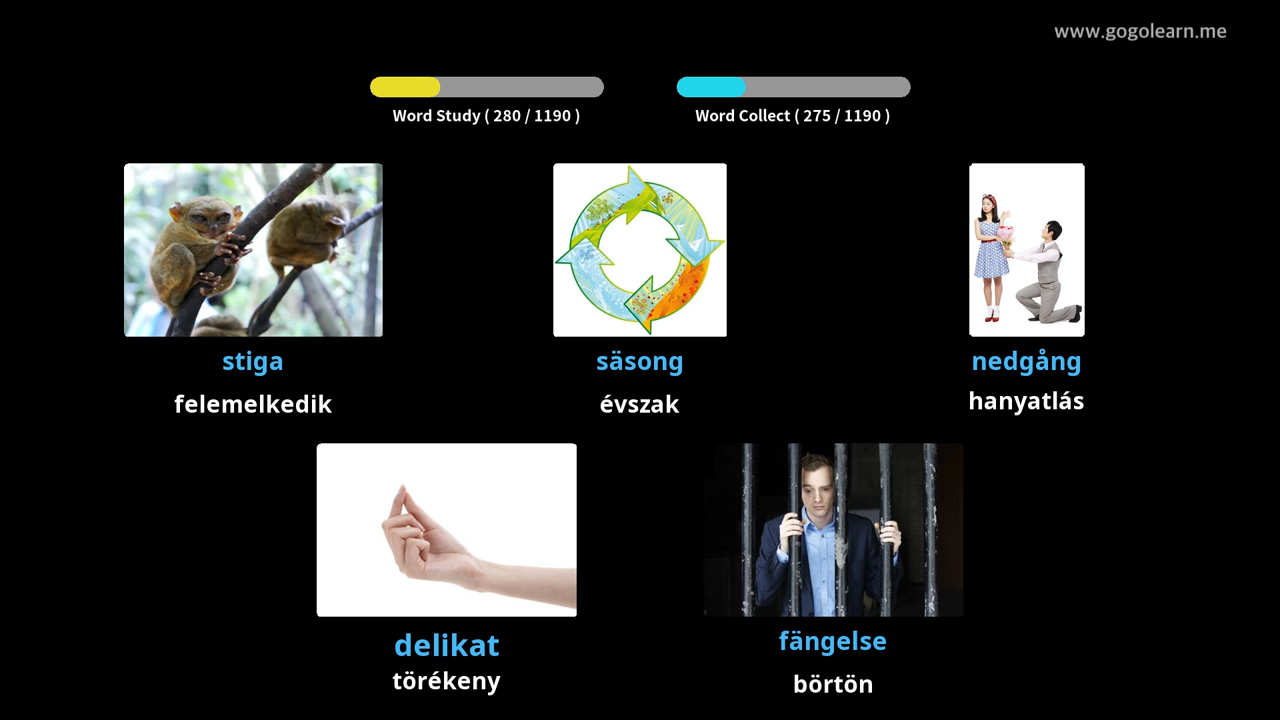 www.gogolearn.me
Word Study ( 280 / 1190 )
Word Collect ( 275 / 1190 )
stiga
felemelkedik
säsong
évszak
nedgång
hanyatlás
delikat
törékeny
fängelse
börtön